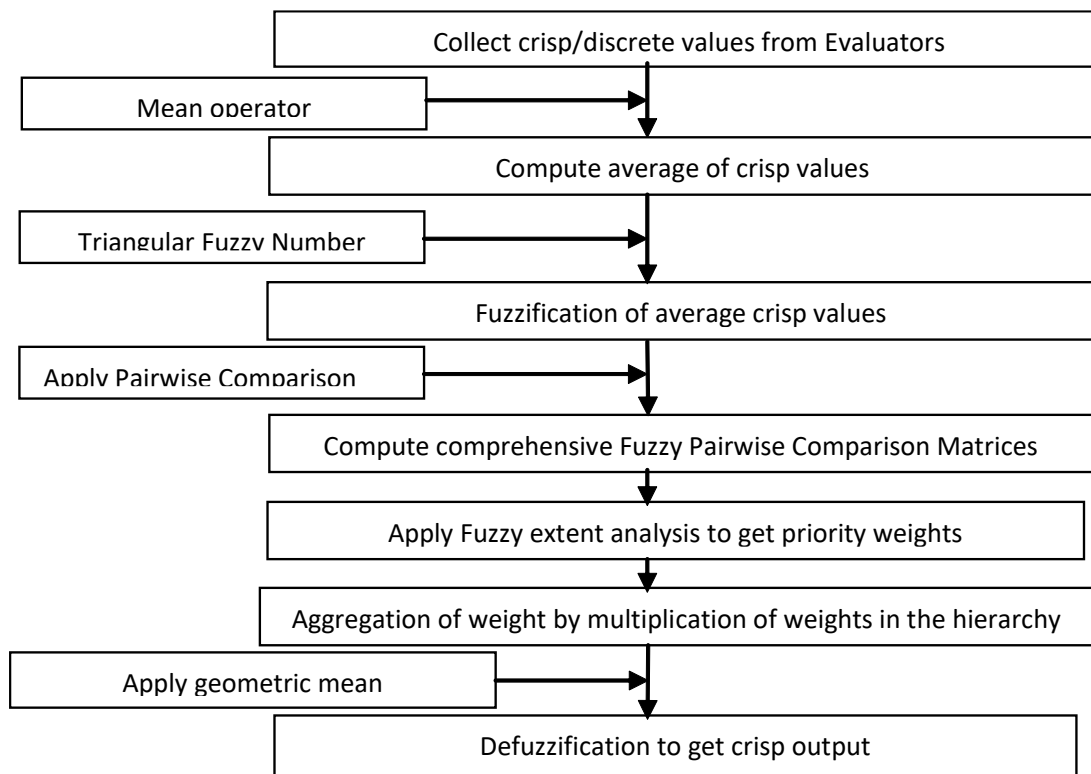 Collect crisp/discrete values from Evaluators
Mean operator
Compute average of crisp values
Triangular Fuzzy Number
Fuzzification of average crisp values
Apply Pairwise Comparison
Compute comprehensive Fuzzy Pairwise Comparison Matrices
Apply Fuzzy extent analysis to get priority weights
Aggregation of weight by multiplication of weights in the hierarchy
Apply geometric mean
Defuzzification to get crisp output